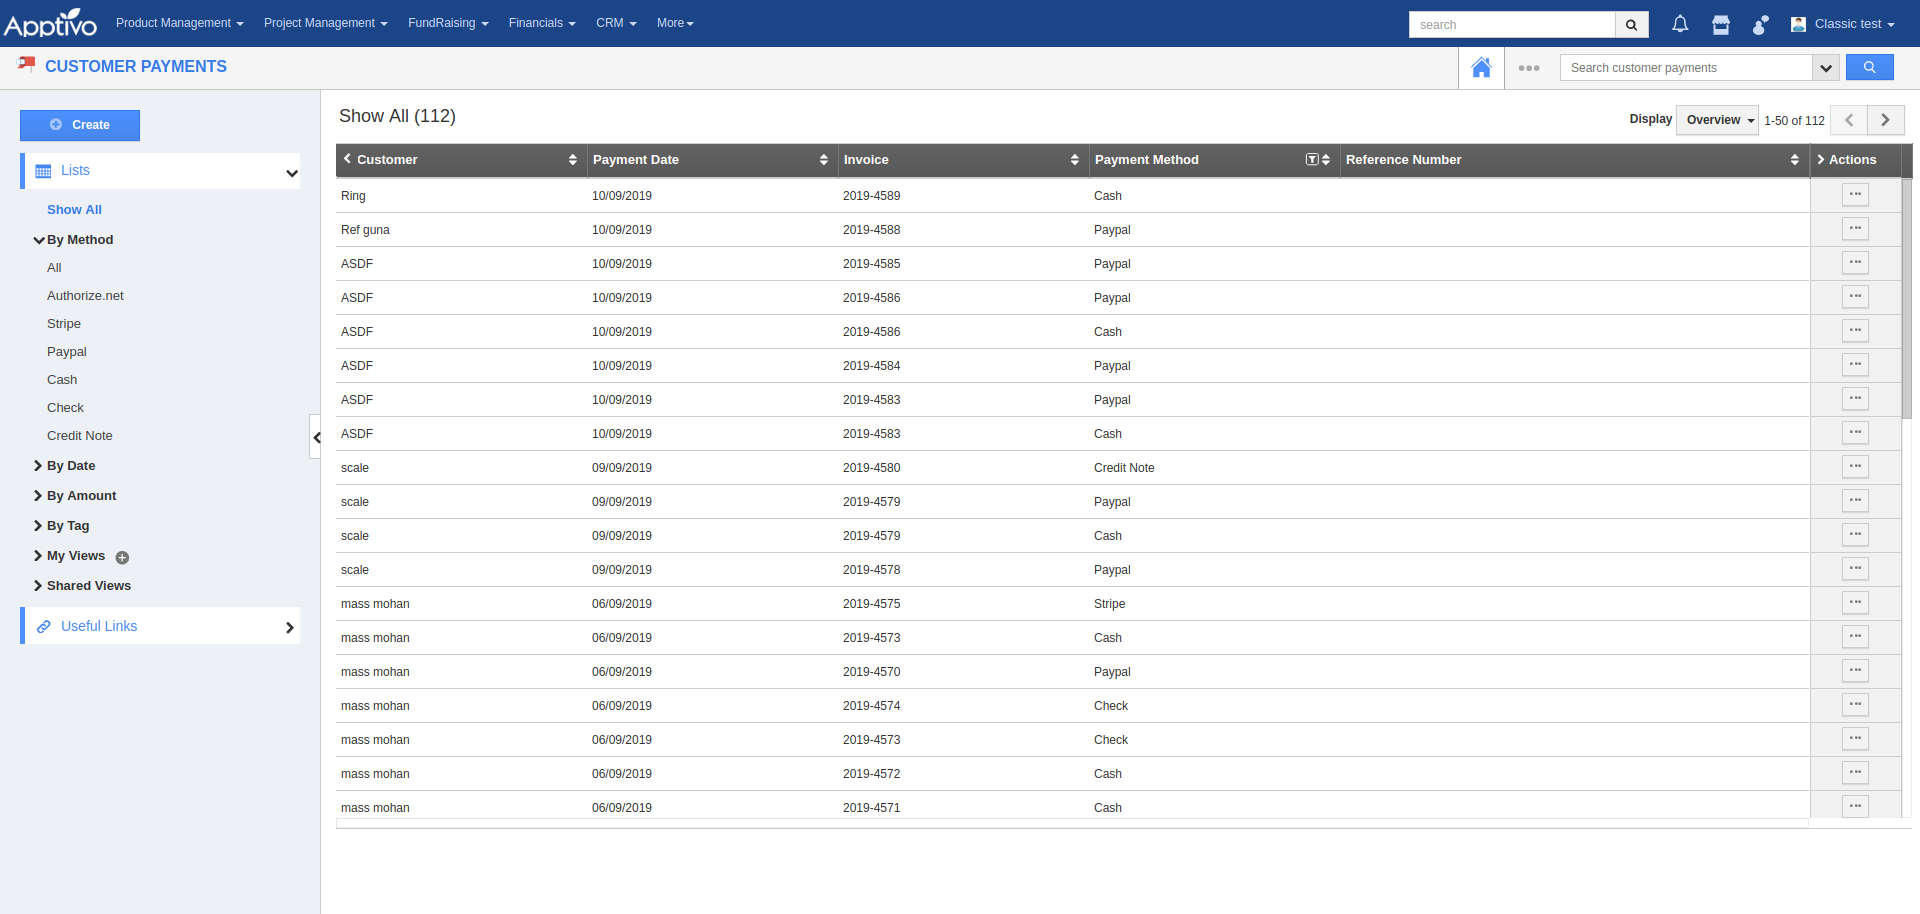 Apptivo Product Management Project Management FundRaising Financials CRM More search Classic test
CUSTOMER PAYMENTS Search customer payments
Create
Lists
Show All
By Method
All
Authorize.net
Stripe
Paypal
Cash
Check
Credit Note
By Date
By Amount
By Tag
My Views
Shared Views
Useful Links
Show All (112) Display Overview 1-50 of 112
Customer Payment Date Invoice Payment Method Reference Number Actions
Ring 10/09/2019 2019-4589 Cash
Ref guna 10/09/2019 2019-4588 Paypal
ASDF 10/09/2019 2019-4585 Paypal
ASDF 10/09/2019 2019-4586 Paypal
ASDF 10/09/2019 2019-4586 Cash
ASDF 10/09/2019 2019-4584 Paypal
ASDF 10/09/2019 2019-4583 Paypal
ASDF 10/09/2019 2019-4583 Cash
scale 09/09/2019 2019-4580 Credit Note
scale 09/09/2019 2019-4579 Paypal
scale 09/09/2019 2019-4579 Cash
scale 09/09/2019 2019-4578 Paypal
mass mohan 06/09/2019 2019-4575 Stripe
mass mohan 06/09/2019 2019-4573 Cash
mass mohan 06/09/2019 2019-4570 Paypal
mass mohan 06/09/2019 2019-4574 Check
mass mohan 06/09/2019 2019-4573 Check
mass mohan 06/09/2019 2019-4572 Cash
mass mohan 06/09/2019 2019-4571 Cash